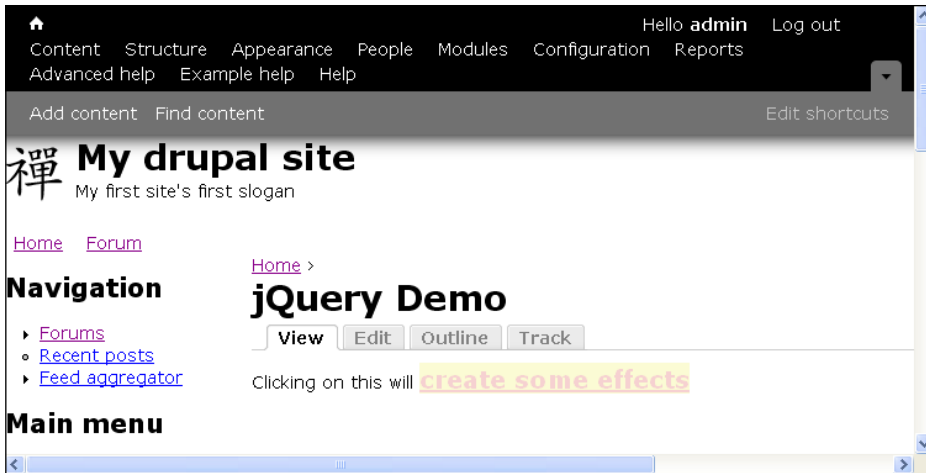 Hello admin Log out
Content Structure Appearance People Modules Configuration Reports
Advanced help Example help Help
Add content Find content Edit shortcuts
禪
My drupal site
My first site's first slogan
Home Forum
Navigation
Forums
Recent posts
Feed aggregator
Main menu
Home ›
jQuery Demo
View Edit Outline Track
Clicking on this will create some effects